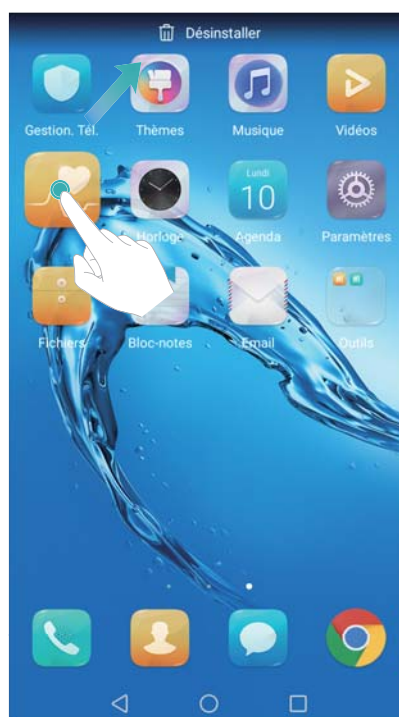 Désinstaller
Gestion. Tél. Thèmes Musique Vidéos
Lundi
10
Horloge Agenda Paramètres
Fichiers Bloc-notes Email Outils